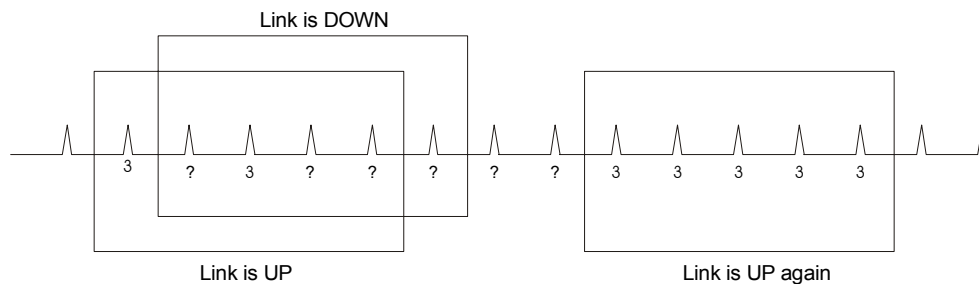 Link is DOWN
3 ? 3 ? ? ? ? ? 3 3 3 3 3
Link is UP
Link is UP again